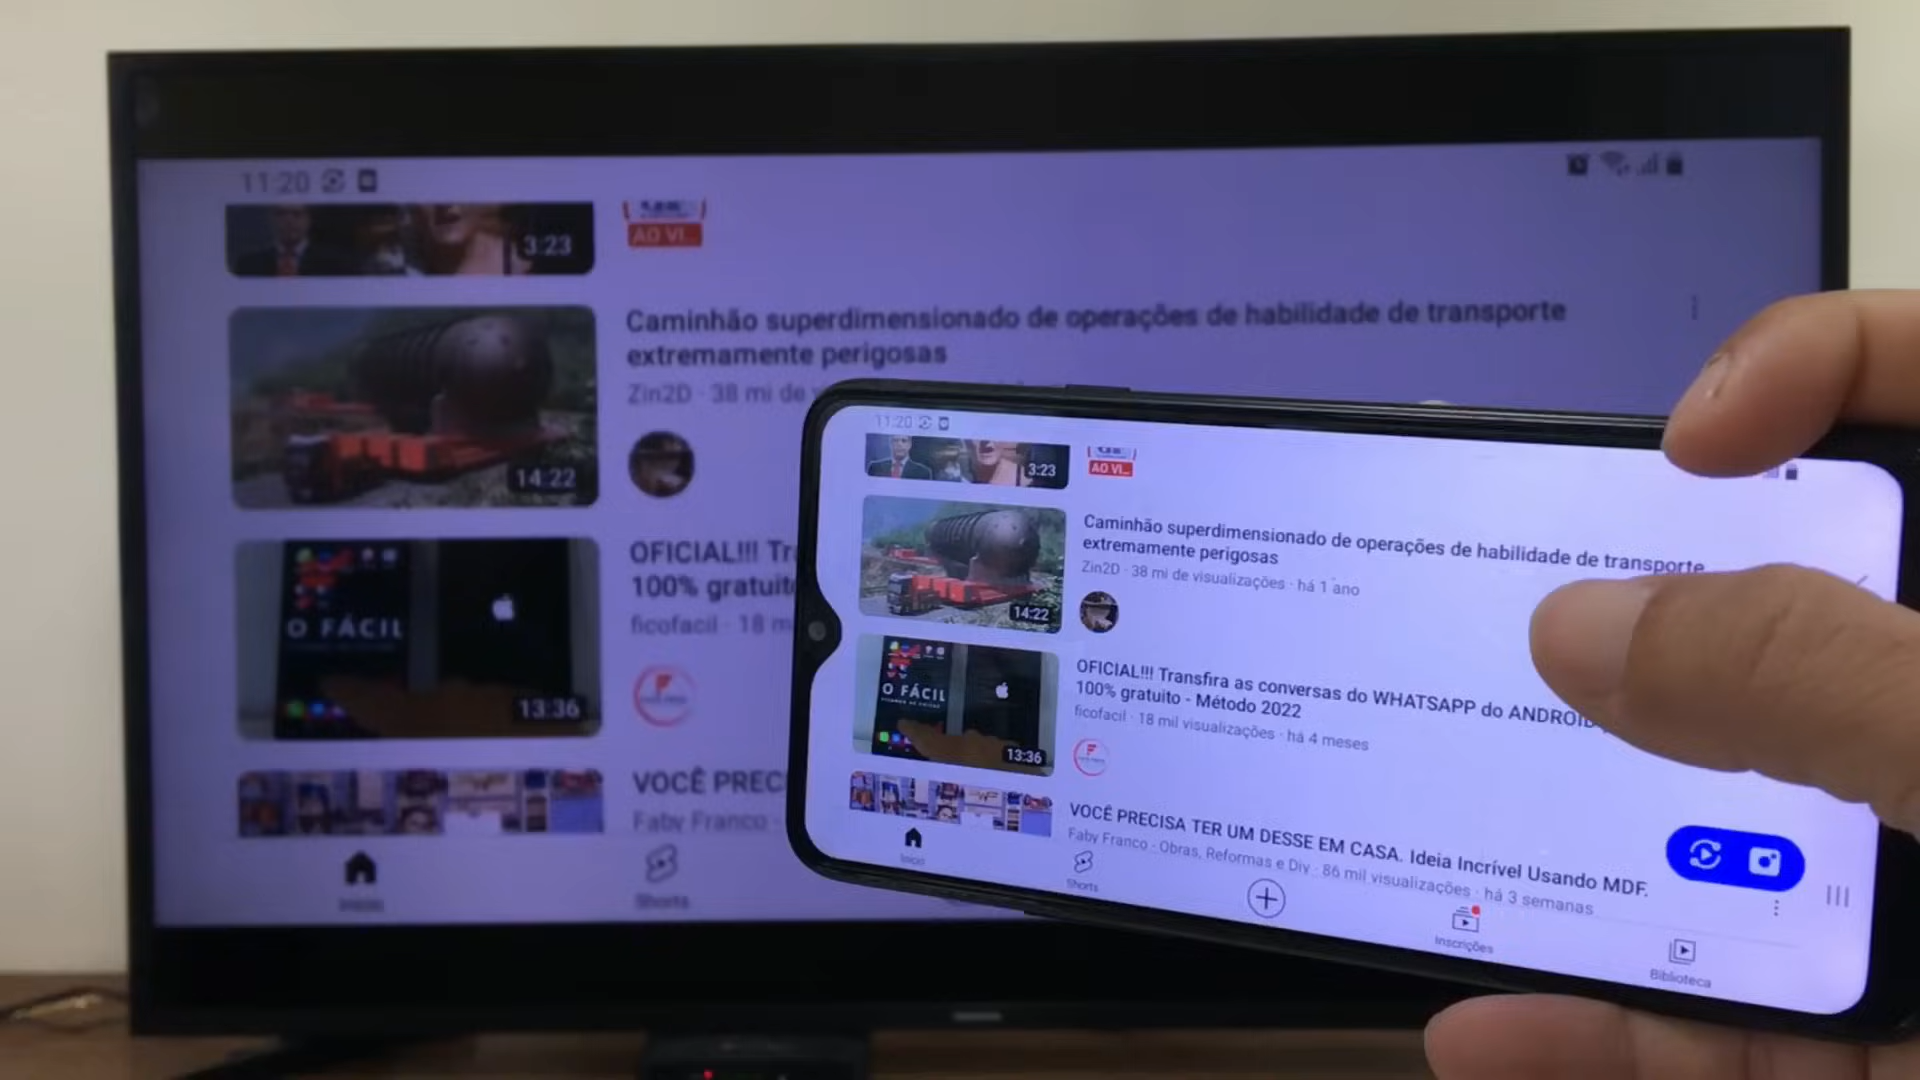 11:20
3:23
AO VI...
Caminhão superdimensionado de operações de habilidade de transporte
extremamente perigosas
Zin2D · 38 mi de
14:22
OFICIAL!!!
100%
ficofacil · 18
O FÁCIL
13:36
VOCÊ
Faby Franco
Início
Shorts
11:20
3:23
AO VI...
Caminhão superdimensionado de operações de habilidade de transporte
extremamente perigosas
Zin2D · 38 mi de visualizações · há 1 ano
14:22
OFICIAL!!! Transfira as conversas do WHATSAPP do ANDROID
100% gratuito - Método 2022
ficofacil · 18 mil visualizações · há 4 meses
O FÁCIL
13:36
VOCÊ PRECISA TER UM DESSE EM CASA. Ideia Incrível Usando MDF.
Faby Franco - Obras, Reformas e Div · 86 mil visualizações · há 3 semanas
Início
Shorts
Inscrições
Biblioteca